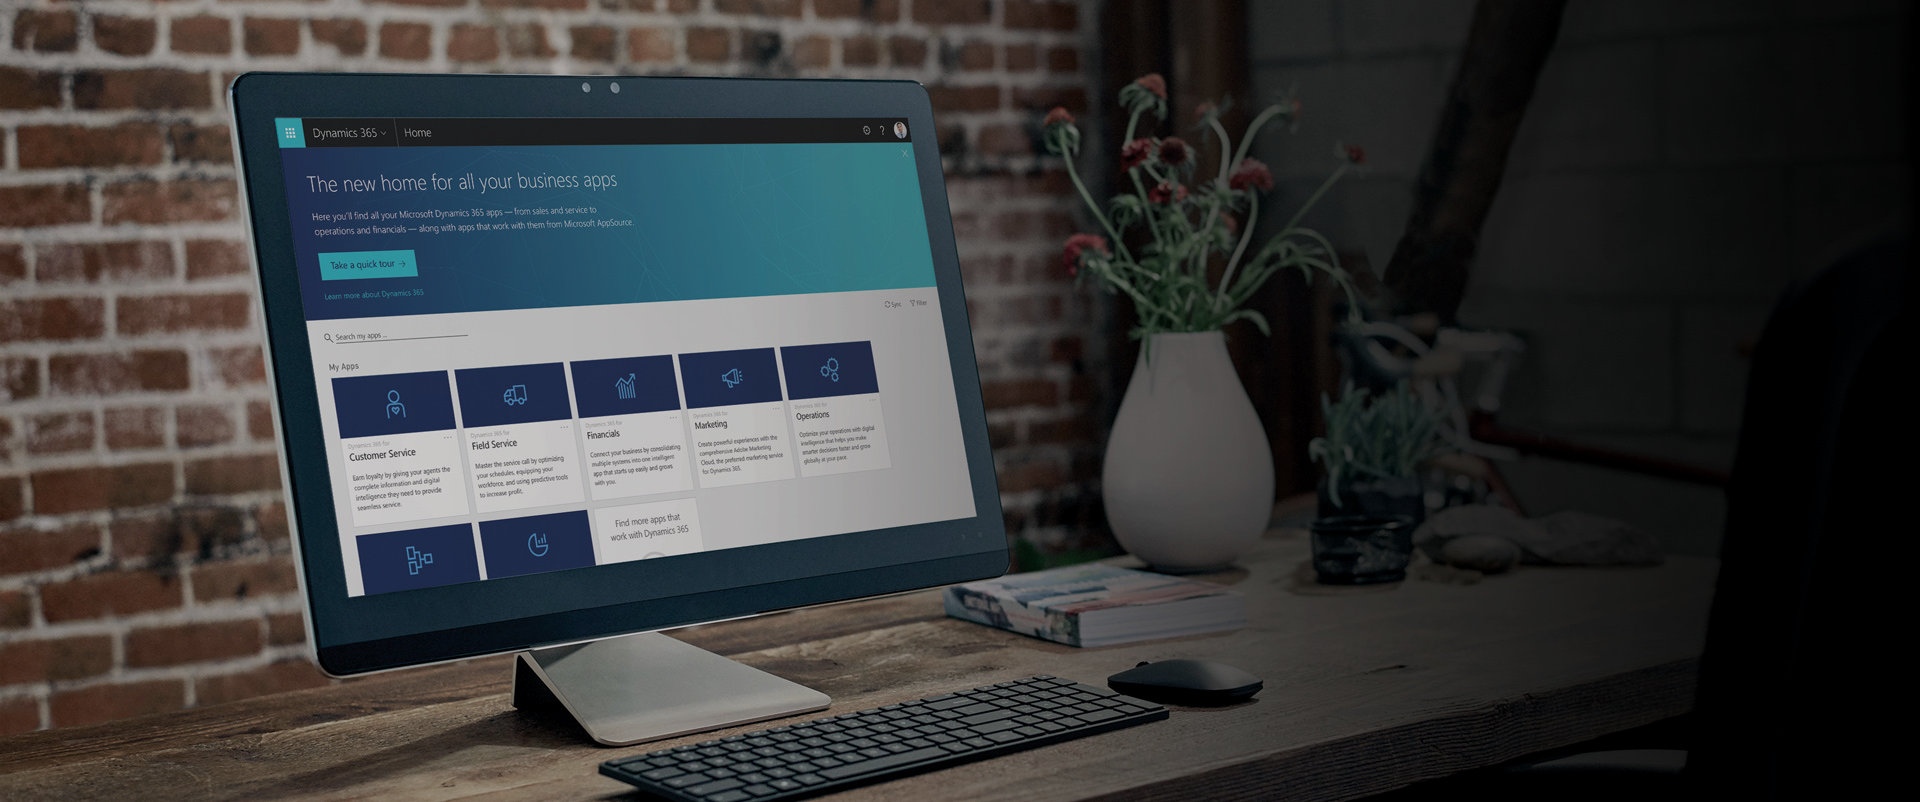 Dynamics 365
Home
?
The new home for all your business apps
Here you'll find all your Microsoft Dynamics 365 apps — from sales and service to
operations and financials — along with apps that work with them from Microsoft AppSource.
Take a quick tour →
Learn more about Dynamics 365
Sync
Filter
Search my apps ...
My Apps
Dynamics 365 for
Customer Service
Earn loyalty by giving your agents the
complete information and digital
intelligence they need to provide
seamless service.
Dynamics 365 for
Field Service
Master the service call by optimizing
your schedules, equipping your
workforce, and using predictive tools
to increase profit.
Dynamics 365 for
Financials
Connect your business by consolidating
multiple systems into one intelligent
app that starts up easily and grows
with you.
Dynamics 365 for
Marketing
Create powerful experiences with the
comprehensive Adobe Marketing
Cloud, the preferred marketing service
for Dynamics 365.
Dynamics 365 for
Operations
Optimize your operations with digital
intelligence that helps you make
smarter decisions faster and grow
globally at your pace.
Find more apps that
work with Dynamics 365